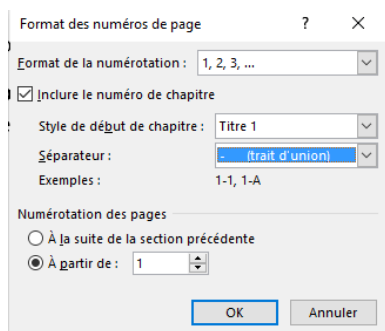 Format des numéros de page ? ×
Format de la numérotation : 1, 2, 3, ...
Inclure le numéro de chapitre
Style de début de chapitre : Titre 1
Séparateur : - (trait d'union)
Exemples : 1-1, 1-A
Numérotation des pages
À la suite de la section précédente
À partir de : 1
OK Annuler